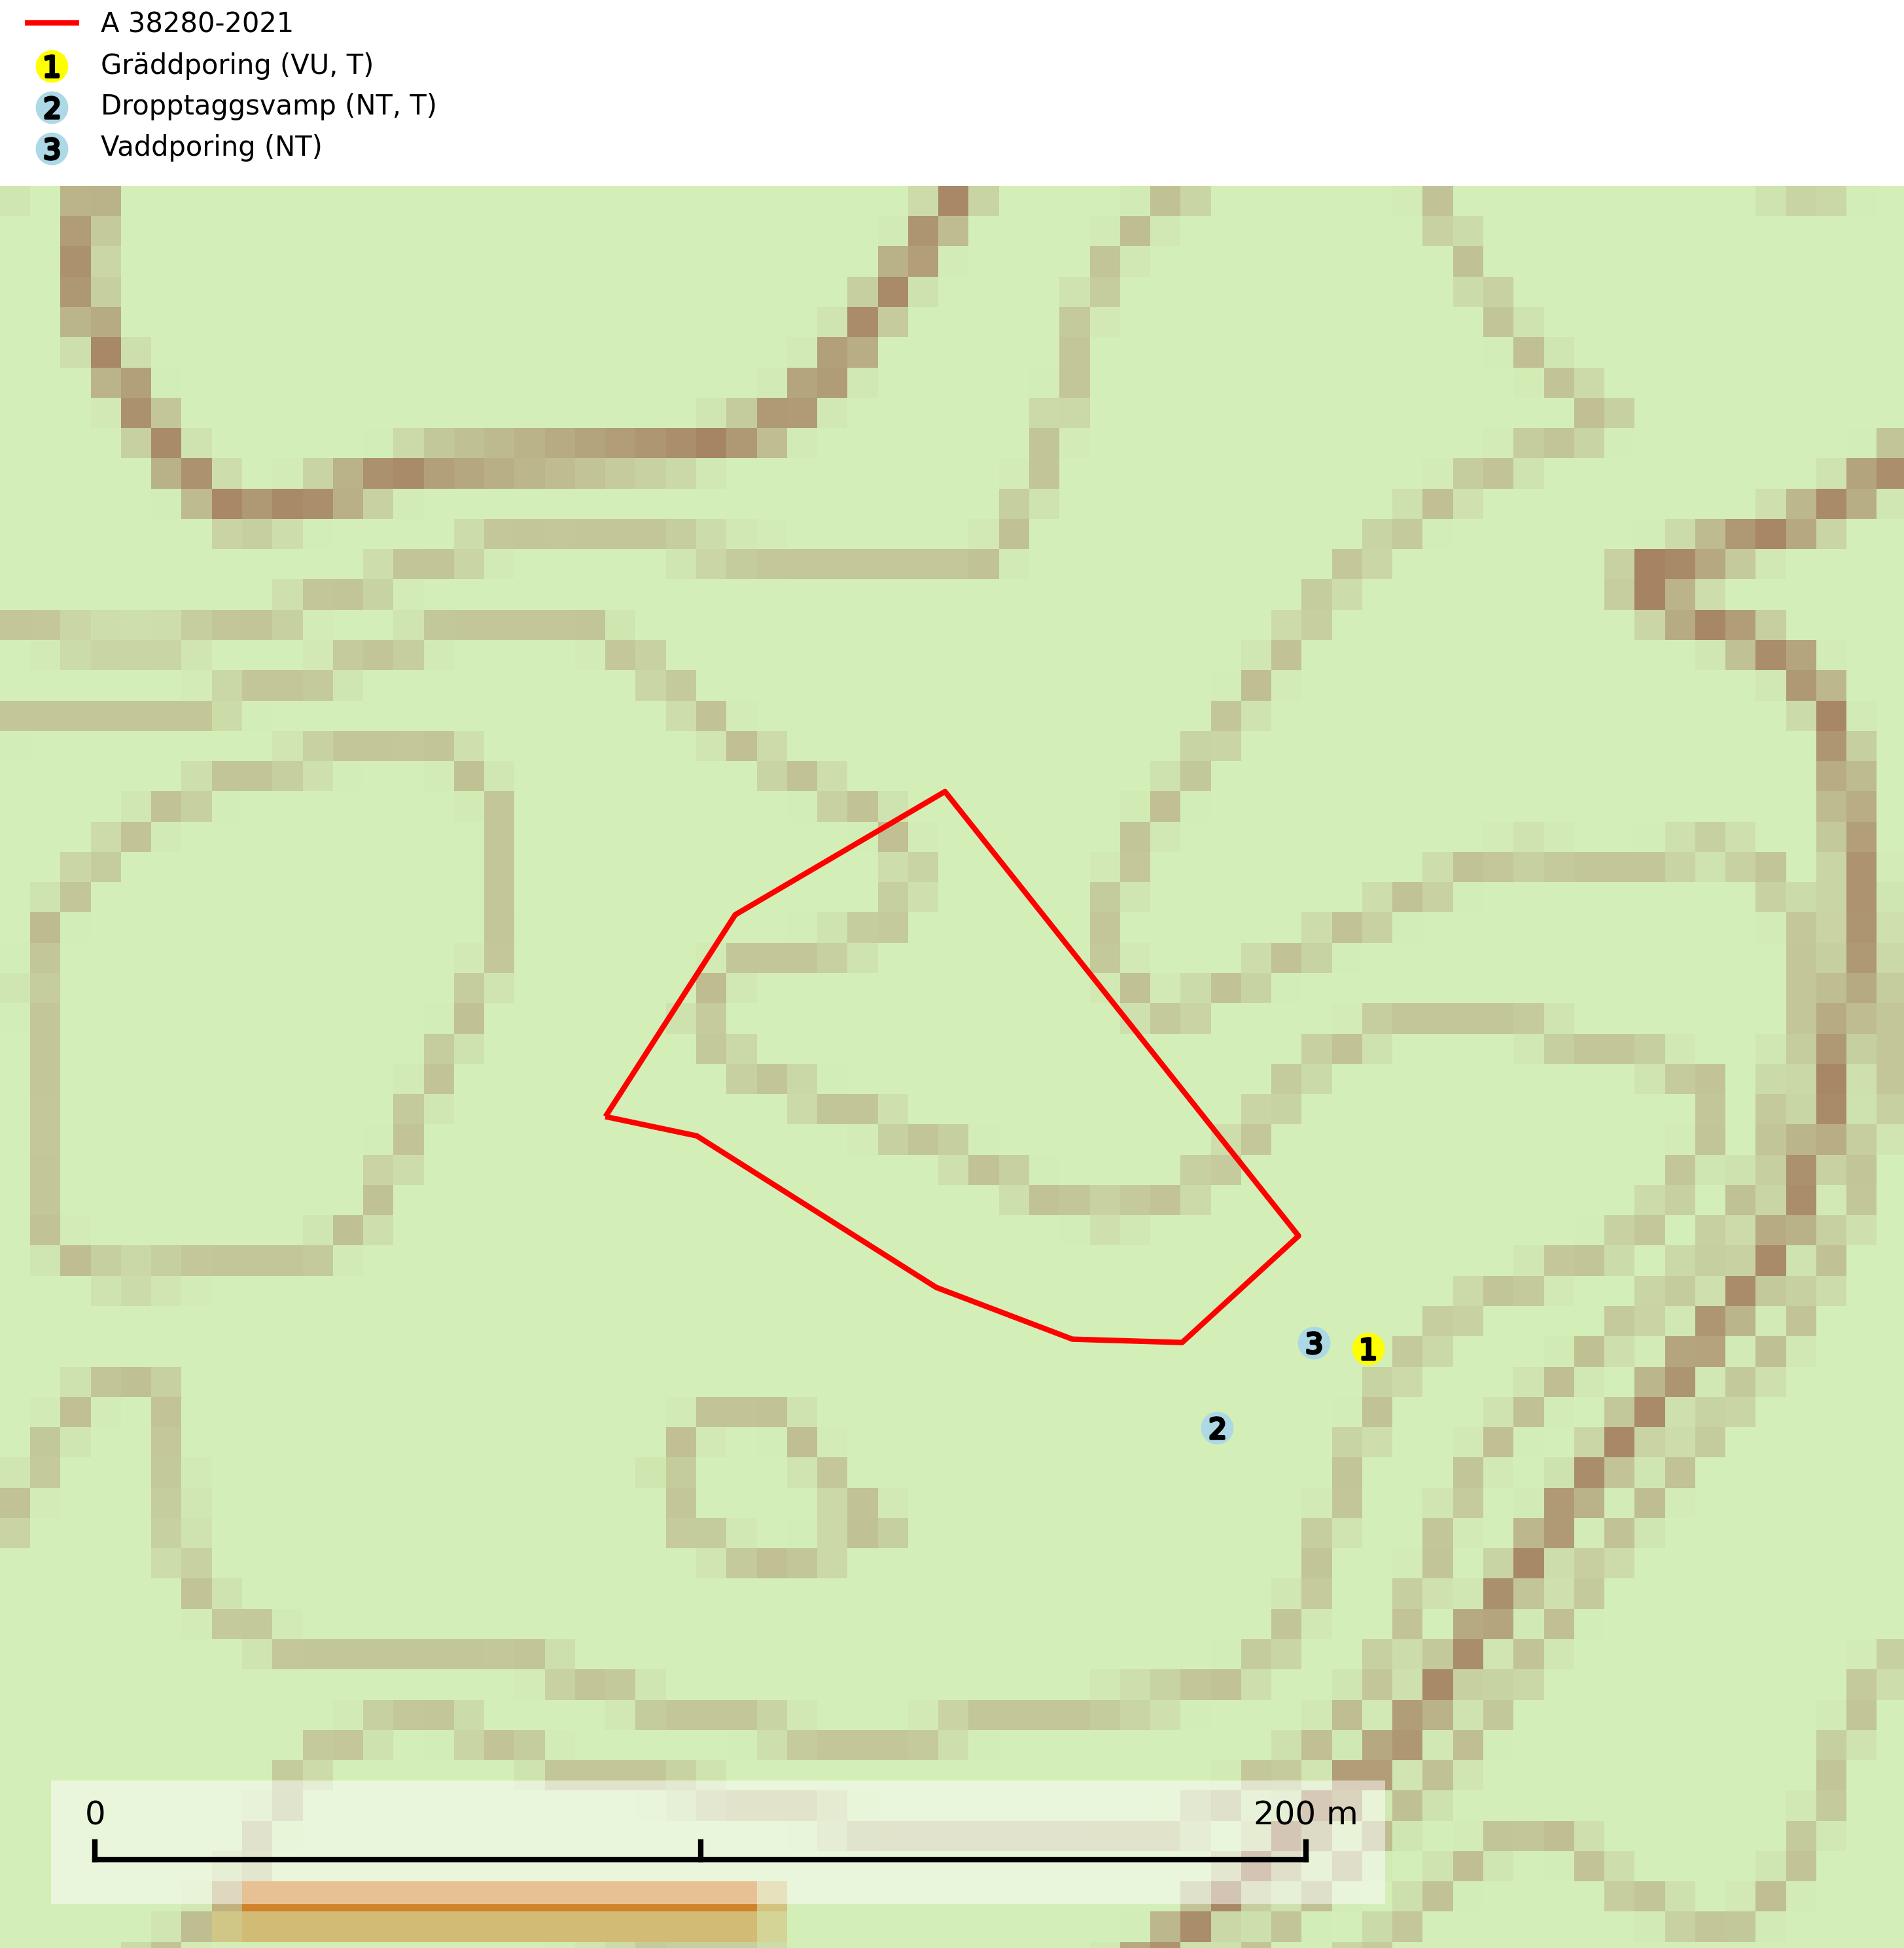 A 38280-2021
1 Gräddporing (VU, T)
2 Dropptaggsvamp (NT, T)
3 Vaddporing (NT)
3 1
2
0 200 m